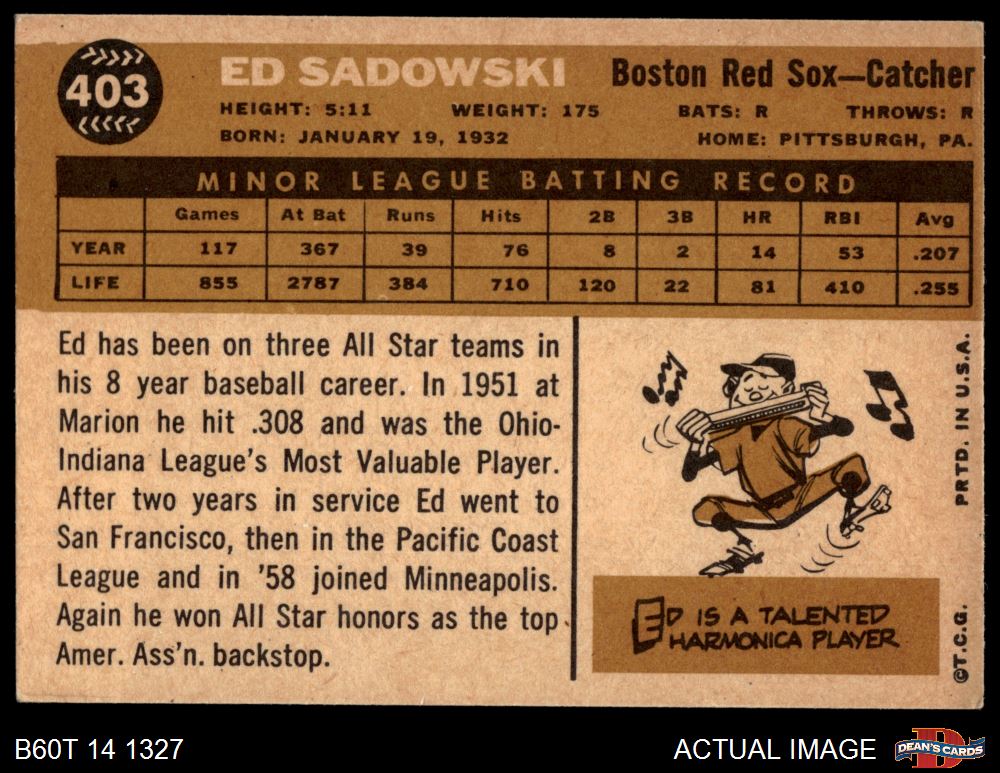 403
ED SADOWSKI
Boston Red Sox—Catcher
HEIGHT: 5:11 WEIGHT: 175 BATS: R THROWS: R
BORN: JANUARY 19, 1932 HOME: PITTSBURGH, PA.
MINOR LEAGUE BATTING RECORD
Games At Bat Runs Hits 2B 3B HR RBI Avg
YEAR 117 367 39 76 8 2 14 53 .207
LIFE 855 2787 384 710 120 22 81 410 .255
Ed has been on three All Star teams in
his 8 year baseball career. In 1951 at
Marion he hit .308 and was the Ohio-
Indiana League's Most Valuable Player.
After two years in service Ed went to
San Francisco, then in the Pacific Coast
League and in '58 joined Minneapolis.
Again he won All Star honors as the top
Amer. Ass'n. backstop.
ED IS A TALENTED
HARMONICA PLAYER
©T.C.G. PRTD. IN U.S.A.
B60T 14 1327
ACTUAL IMAGE
D
DEAN'S CARDS